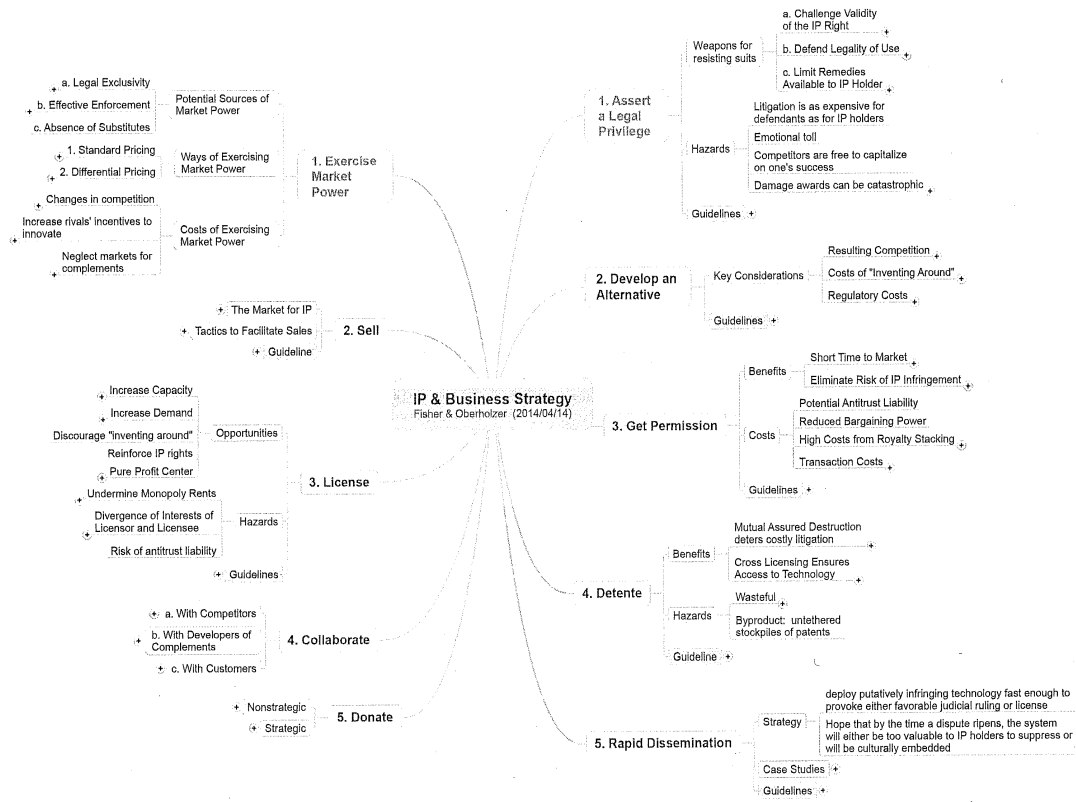 IP & Business Strategy
Fisher & Oberholzer (2014/04/14)
1. Exercise
Market
Power
Potential Sources of
Market Power
a. Legal Exclusivity
b. Effective Enforcement
c. Absence of Substitutes
Ways of Exercising
Market Power
1. Standard Pricing
2. Differential Pricing
Costs of Exercising
Market Power
Changes in competition
Increase rivals' incentives to
innovate
Neglect markets for
complements
2. Sell
The Market for IP
Tactics to Facilitate Sales
Guideline
3. License
Opportunities
Increase Capacity
Increase Demand
Discourage "inventing around"
Reinforce IP rights
Pure Profit Center
Hazards
Undermine Monopoly Rents
Divergence of Interests of
Licensor and Licensee
Risk of antitrust liability
Guidelines
4. Collaborate
a. With Competitors
b. With Developers of
Complements
c. With Customers
5. Donate
Nonstrategic
Strategic
1. Assert
a Legal
Privilege
Weapons for
resisting suits
a. Challenge Validity
of the IP Right
b. Defend Legality of Use
c. Limit Remedies
Available to IP Holder
Hazards
Litigation is as expensive for
defendants as for IP holders
Emotional toll
Competitors are free to capitalize
on one's success
Damage awards can be catastrophic
Guidelines
2. Develop an
Alternative
Key Considerations
Resulting Competition
Costs of "Inventing Around"
Regulatory Costs
Guidelines
3. Get Permission
Benefits
Short Time to Market
Eliminate Risk of IP Infringement
Costs
Potential Antitrust Liability
Reduced Bargaining Power
High Costs from Royalty Stacking
Transaction Costs
Guidelines
4. Detente
Benefits
Mutual Assured Destruction
deters costly litigation
Cross Licensing Ensures
Access to Technology
Hazards
Wasteful
Byproduct: untethered
stockpiles of patents
Guideline
5. Rapid Dissemination
Strategy
deploy putatively infringing technology fast enough to
provoke either favorable judicial ruling or license
Hope that by the time a dispute ripens, the system
will either be too valuable to IP holders to suppress or
will be culturally embedded
Case Studies
Guidelines